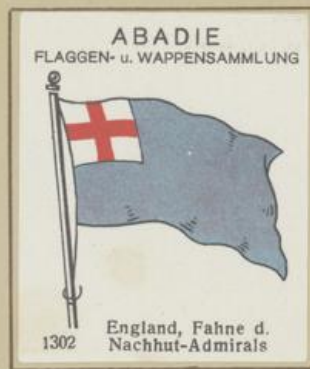 ABADIE
FLAGGEN- u. WAPPENSAMMLUNG
England, Fahne d.
1302 Nachhut-Admirals